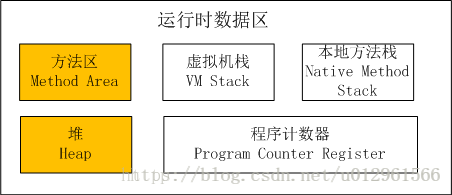 运行时数据区
方法区
Method Area
虚拟机栈
VM Stack
本地方法栈
Native Method
Stack
堆
Heap
程序计数器
Program Counter Register
https://blog.csdn.net/u012961566